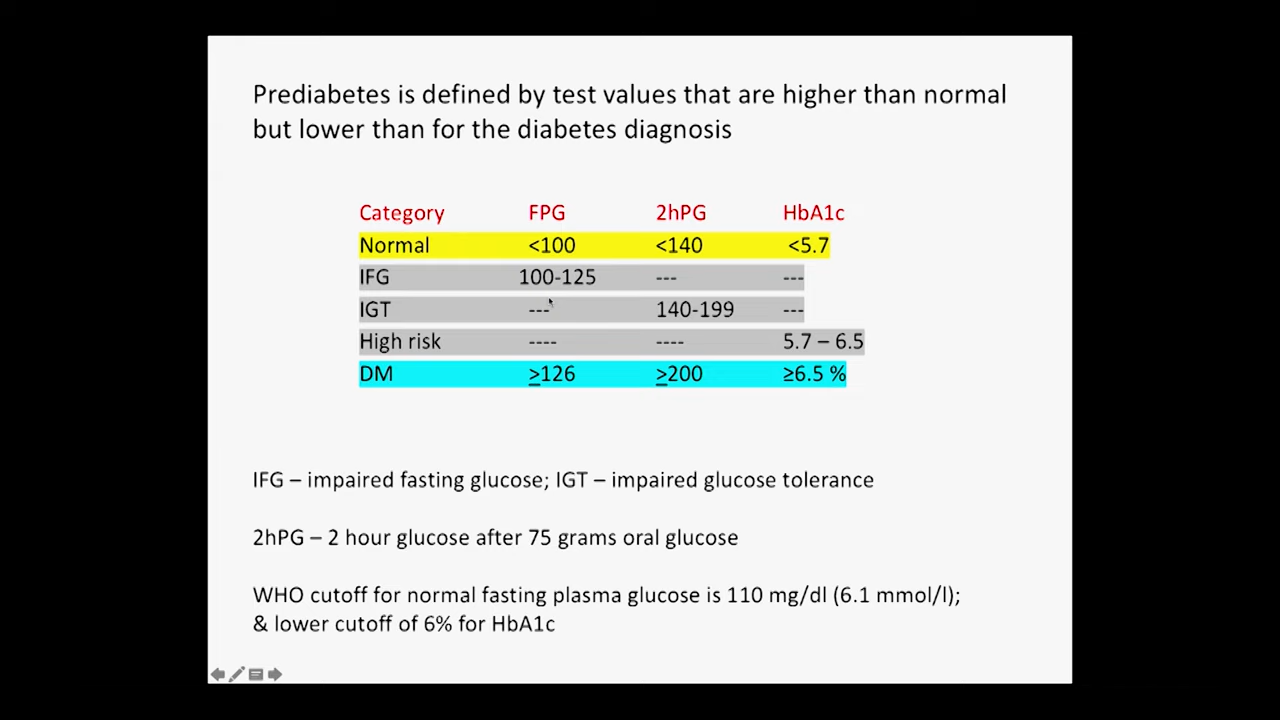 Prediabetes is defined by test values that are higher than normal
but lower than for the diabetes diagnosis
Category FPG 2hPG HbA1c
Normal <100 <140 <5.7
IFG 100-125 --- ---
IGT --- 140-199 ---
High risk ---- ---- 5.7 – 6.5
DM ≥126 ≥200 ≥6.5 %
IFG – impaired fasting glucose; IGT – impaired glucose tolerance
2hPG – 2 hour glucose after 75 grams oral glucose
WHO cutoff for normal fasting plasma glucose is 110 mg/dl (6.1 mmol/l);
& lower cutoff of 6% for HbA1c